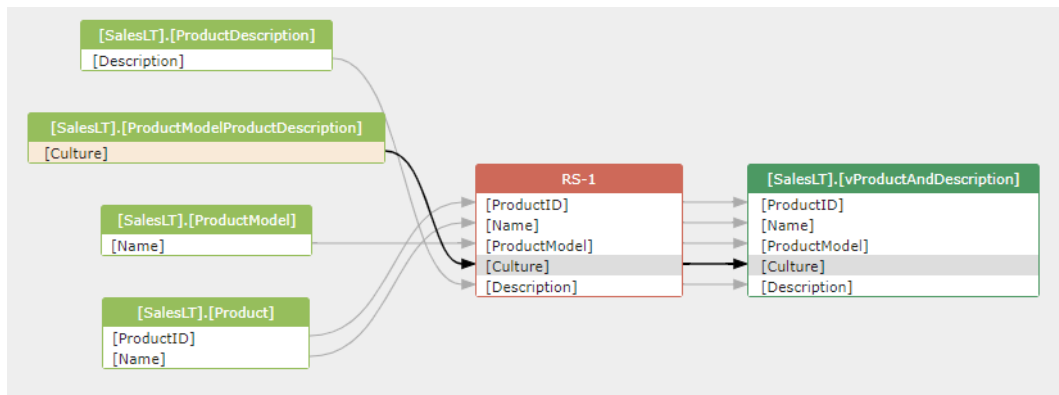 [SalesLT].[ProductDescription]
[Description]
[SalesLT].[ProductModelProductDescription]
[Culture]
[SalesLT].[ProductModel]
[Name]
[SalesLT].[Product]
[ProductID]
[Name]
RS-1
[ProductID]
[Name]
[ProductModel]
[Culture]
[Description]
[SalesLT].[vProductAndDescription]
[ProductID]
[Name]
[ProductModel]
[Culture]
[Description]